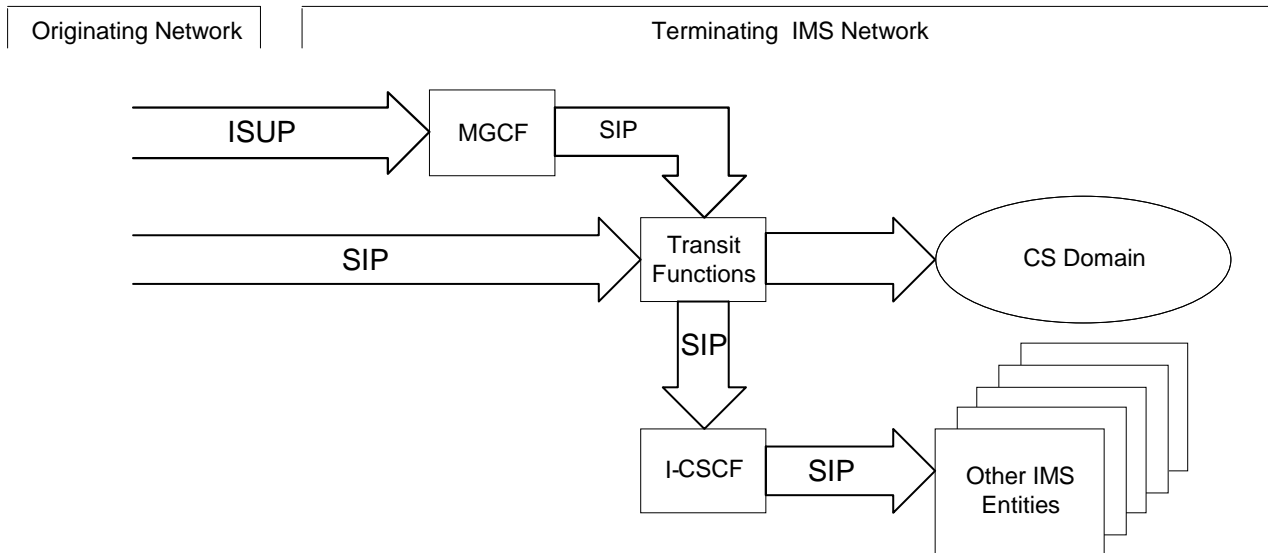 Originating Network
Terminating IMS Network
ISUP
MGCF
SIP
SIP
Transit
Functions
CS Domain
SIP
I-CSCF
SIP
Other IMS
Entities